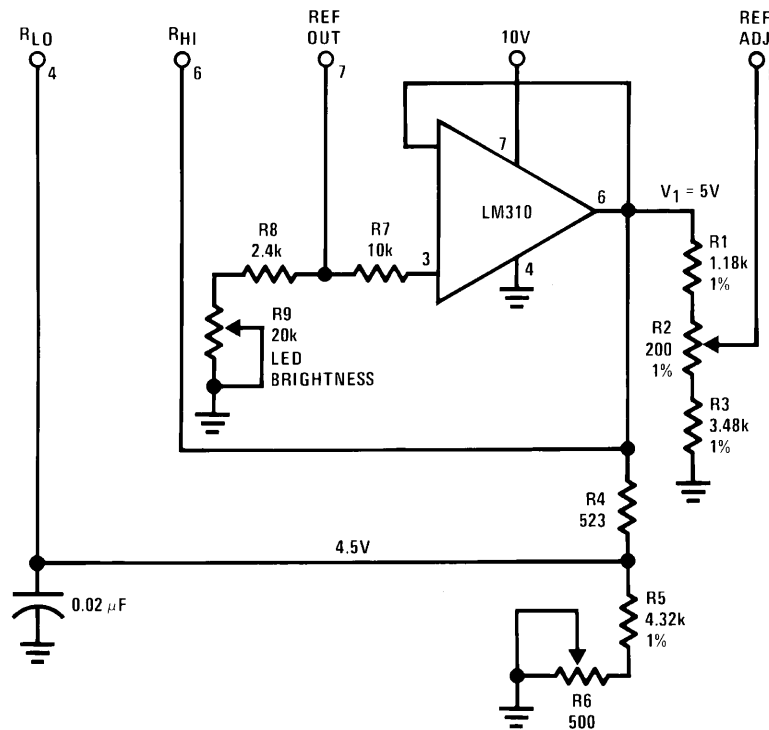 RLO
4
RHI
6
REF
OUT
7
10V
REF
ADJ
7
6
V1 = 5V
LM310
3
4
R8
2.4k
R7
10k
R9
20k
LED
BRIGHTNESS
R1
1.18k
1%
R2
200
1%
R3
3.48k
1%
R4
523
4.5V
0.02 μF
R5
4.32k
1%
R6
500